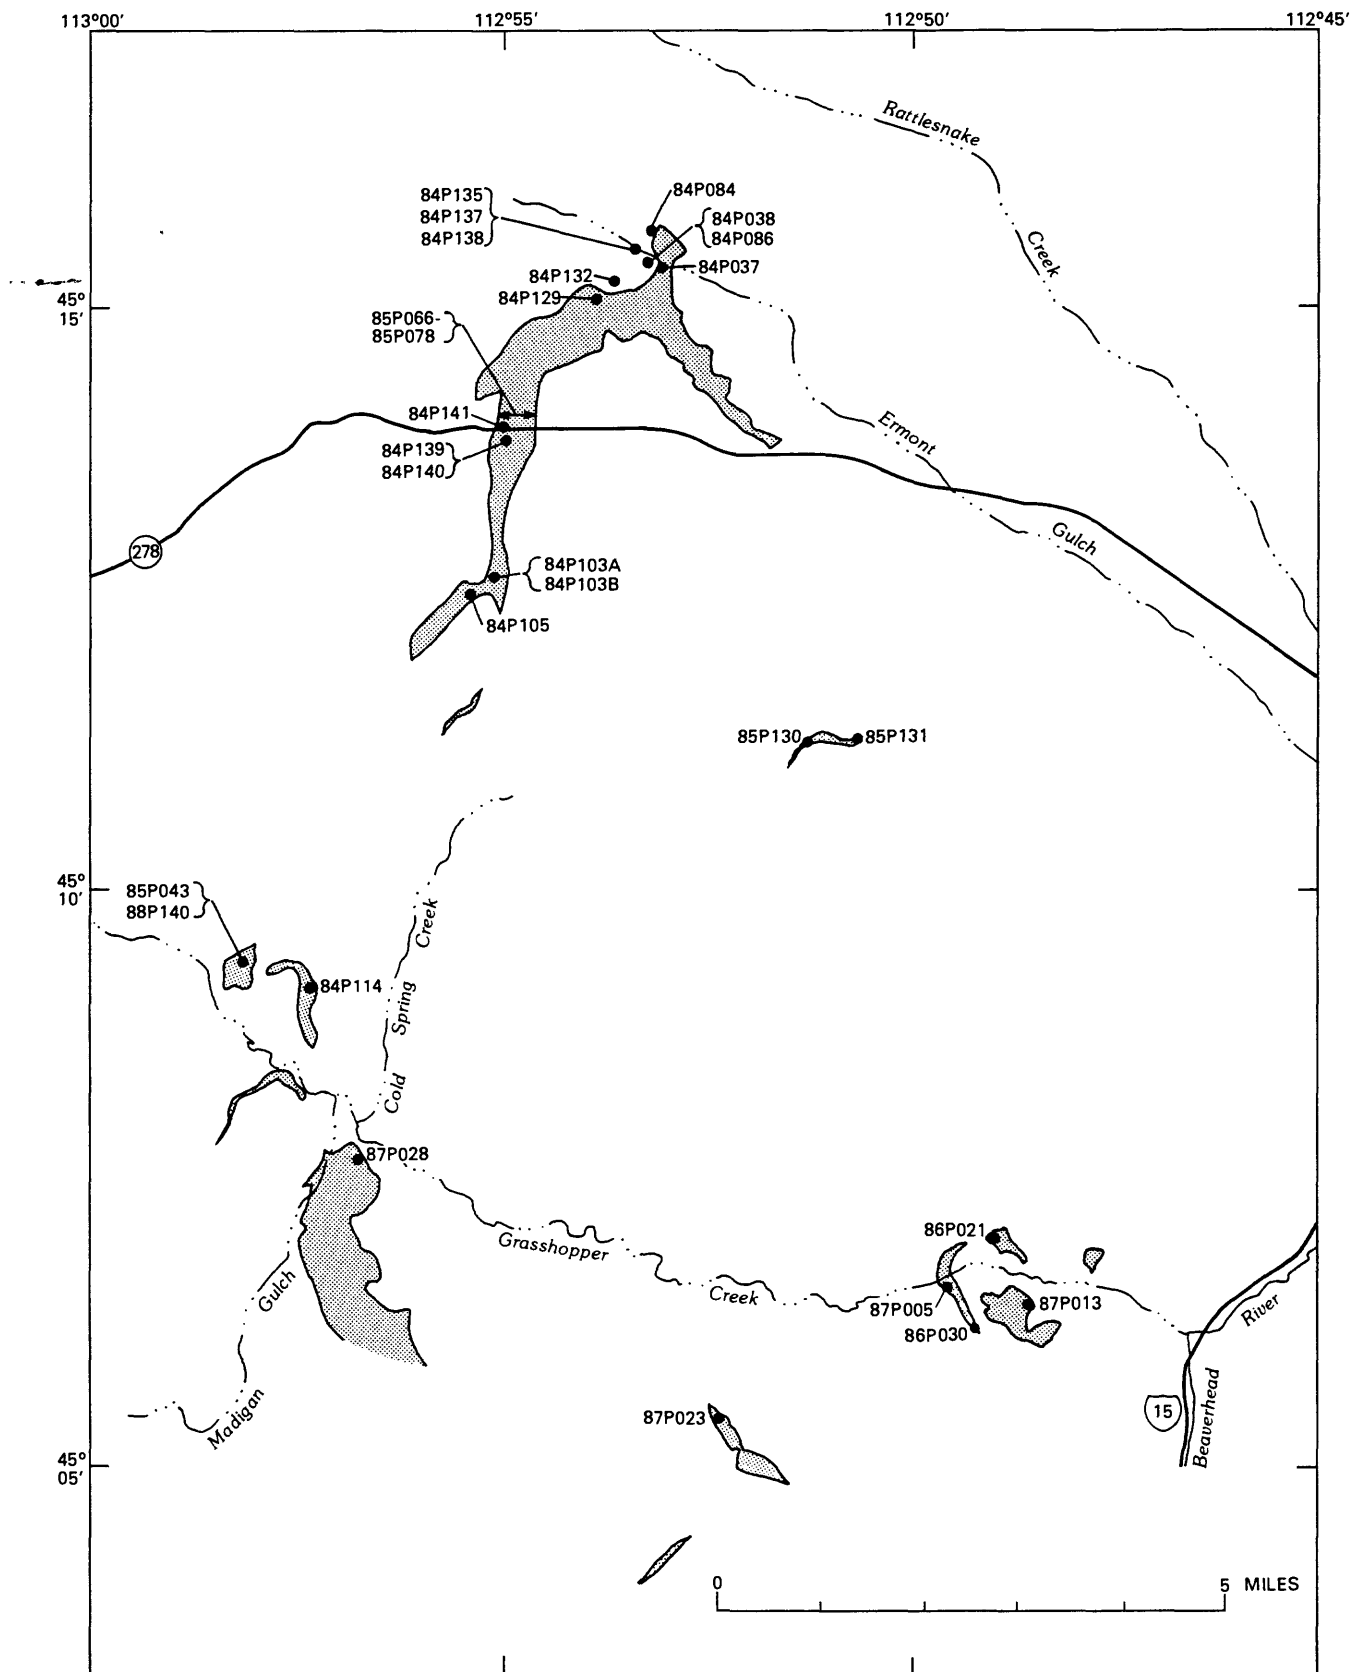 113°00′
112°55′
112°50′
112°45′
Rattlesnake
Creek
84P135
84P137
84P138
84P084
84P038
84P086
84P037
84P132
84P129
45°
15′
85P066-
85P078
84P141
84P139
84P140
Ermont
Gulch
278
84P103A
84P103B
84P105
85P130
85P131
45°
10′
85P043
88P140
84P114
Cold Spring Creek
87P028
Grasshopper
Creek
86P021
87P005
86P030
87P013
Madigan Gulch
87P023
River
Beaverhead
15
45°
05′
0
5 MILES